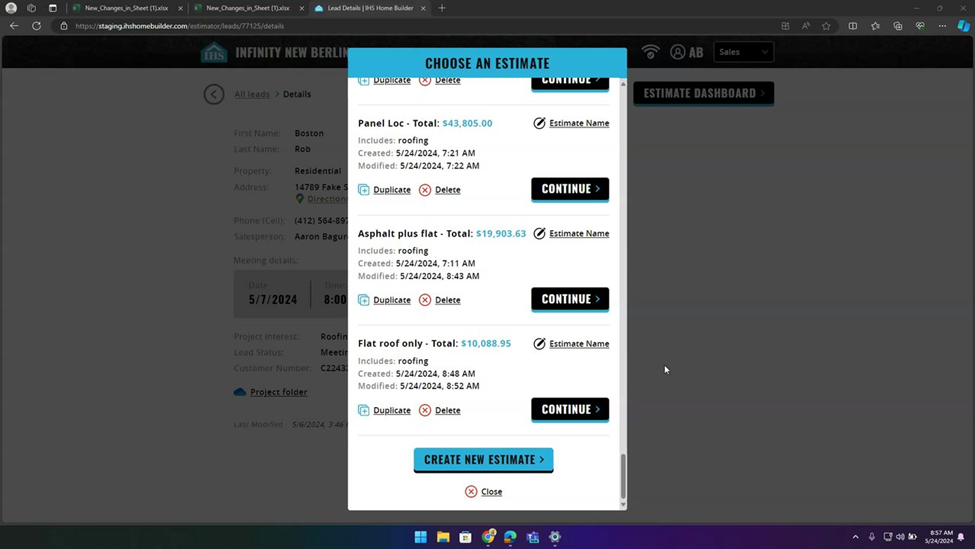 New_Changes_in_Sheet (1).xlsx
New_Changes_in_Sheet (1).xlsx
Lead Details | IHS Home Builder
https://staging.ihshomebuilder.com/estimator/leads/77125/details
IHS
INFINITY NEW BERLIN
AB
Sales
CHOOSE AN ESTIMATE
All leads > Details
ESTIMATE DASHBOARD >
First Name: Boston
Last Name: Rob
Property: Residential
Address: 14789 Fake S
Directions
Phone (Cell): (412) 564-897
Salesperson: Aaron Bagur
Meeting details:
Date
Time:
5/7/2024
8:00
Project Interest: Roofin
Lead Status: Meetin
Customer Number: C2243
Project folder
Last Modified 5/6/2024, 3:46
Duplicate
Delete
CONTINUE >
Panel Loc - Total: $43,805.00
Estimate Name
Includes: roofing
Created: 5/24/2024, 7:21 AM
Modified: 5/24/2024, 7:22 AM
Duplicate
Delete
CONTINUE >
Asphalt plus flat - Total: $19,903.63
Estimate Name
Includes: roofing
Created: 5/24/2024, 7:11 AM
Modified: 5/24/2024, 8:43 AM
Duplicate
Delete
CONTINUE >
Flat roof only - Total: $10,088.95
Estimate Name
Includes: roofing
Created: 5/24/2024, 8:48 AM
Modified: 5/24/2024, 8:52 AM
Duplicate
Delete
CONTINUE >
CREATE NEW ESTIMATE >
Close
8:57 AM
5/24/2024